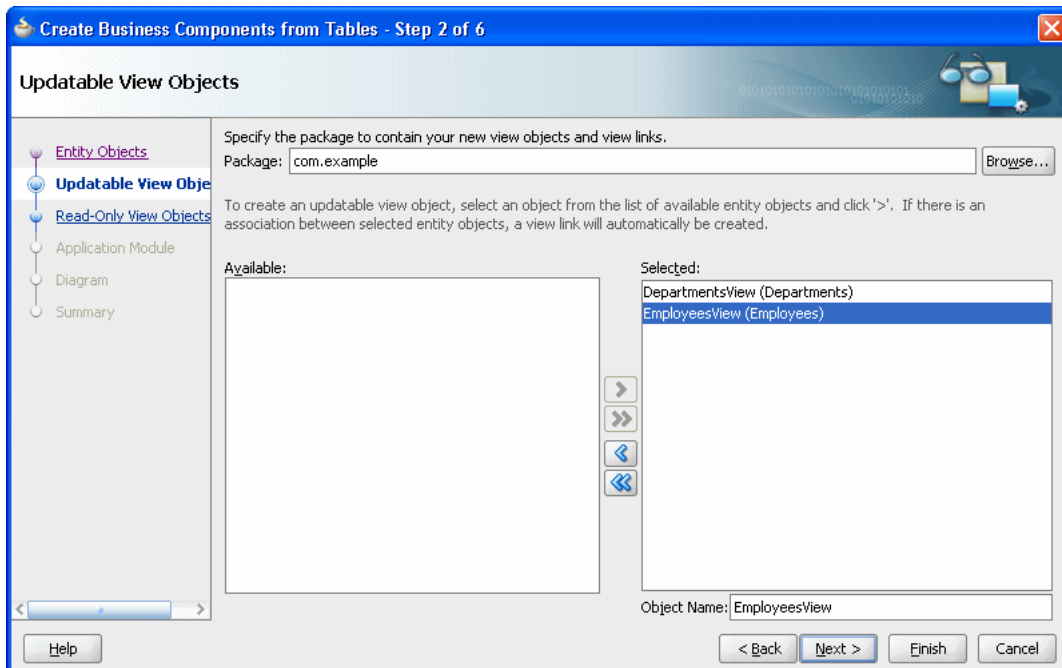 Create Business Components from Tables - Step 2 of 6
Updatable View Objects
Entity Objects
Updatable View Obje
Read-Only View Objects
Application Module
Diagram
Summary
Specify the package to contain your new view objects and view links.
Package: com.example Browse...
To create an updatable view object, select an object from the list of available entity objects and click '>'. If there is an
association between selected entity objects, a view link will automatically be created.
Available:
Selected:
DepartmentsView (Departments)
EmployeesView (Employees)
Object Name: EmployeesView
Help
< Back Next > Finish Cancel